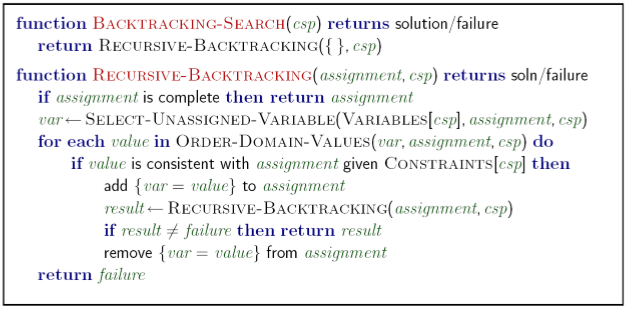 function BACKTRACKING-SEARCH(csp) returns solution/failure
return RECURSIVE-BACKTRACKING({ }, csp)
function RECURSIVE-BACKTRACKING(assignment, csp) returns soln/failure
if assignment is complete then return assignment
var ← SELECT-UNASSIGNED-VARIABLE(VARIABLES[csp], assignment, csp)
for each value in ORDER-DOMAIN-VALUES(var, assignment, csp) do
if value is consistent with assignment given CONSTRAINTS[csp] then
add {var = value} to assignment
result ← RECURSIVE-BACKTRACKING(assignment, csp)
if result ≠ failure then return result
remove {var = value} from assignment
return failure